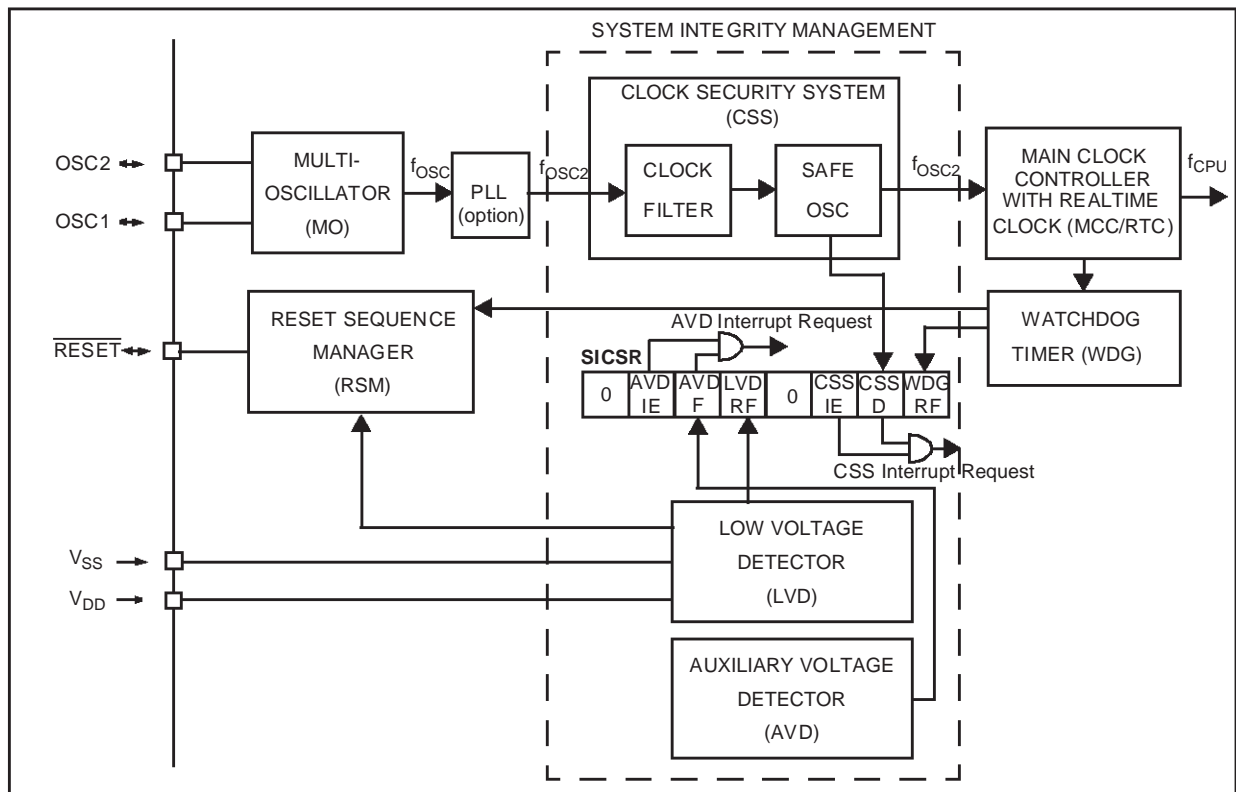 SYSTEM INTEGRITY MANAGEMENT
CLOCK SECURITY SYSTEM
(CSS)
OSC2
OSC1
MULTI-
OSCILLATOR
(MO)
fOSC
PLL
(option)
fOSC2
CLOCK
FILTER
SAFE
OSC
fOSC2
MAIN CLOCK
CONTROLLER
WITH REALTIME
CLOCK (MCC/RTC)
fCPU
RESET
RESET SEQUENCE
MANAGER
(RSM)
AVD Interrupt Request
WATCHDOG
TIMER (WDG)
SICSR
0
AVD
IE
AVD
F
LVD
RF
0
CSS
IE
CSS
D
WDG
RF
CSS Interrupt Request
VSS
VDD
LOW VOLTAGE
DETECTOR
(LVD)
AUXILIARY VOLTAGE
DETECTOR
(AVD)